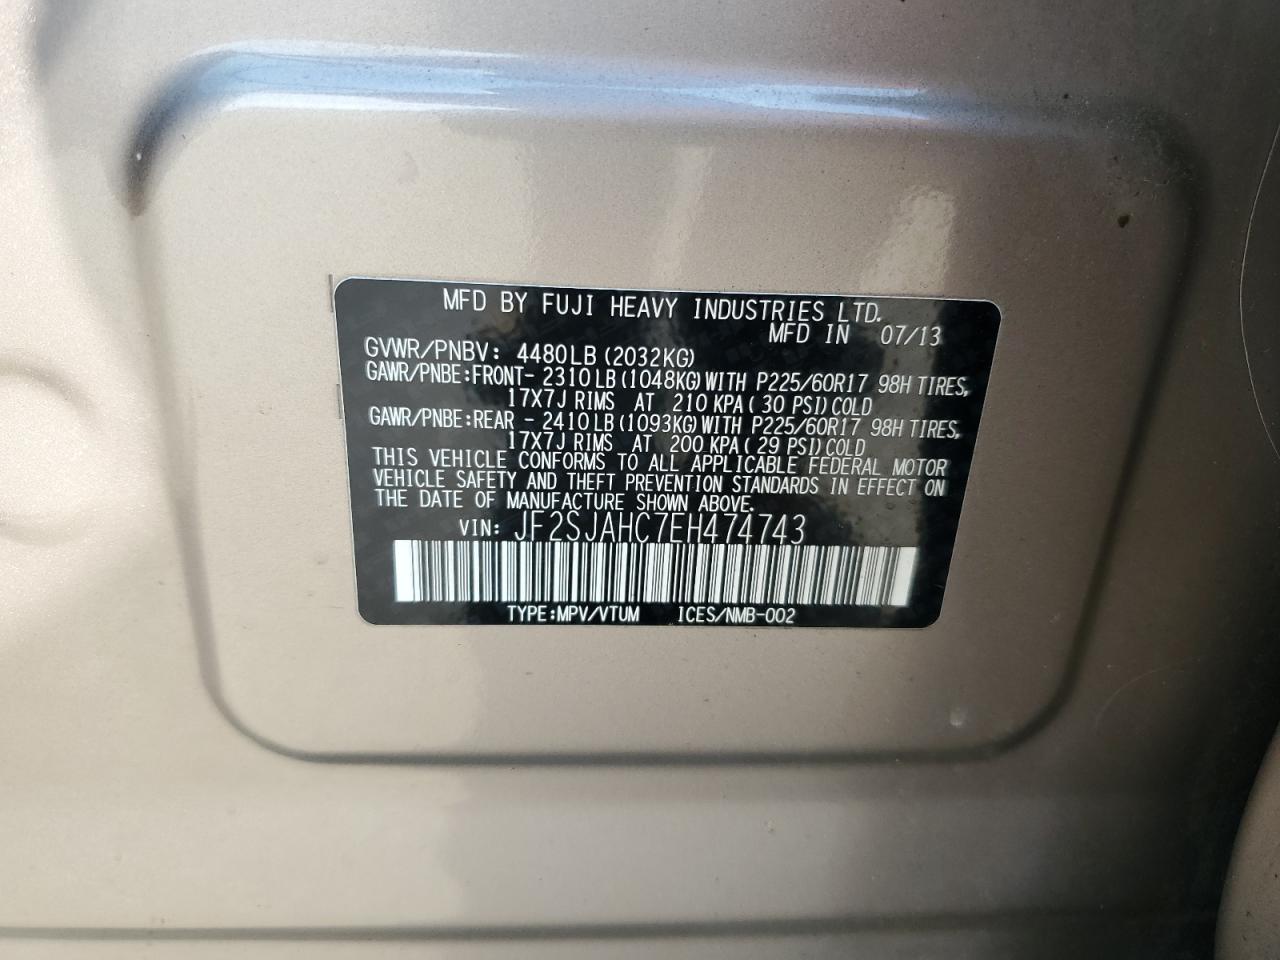 MFD BY FUJI HEAVY INDUSTRIES LTD.
MFD IN 07/13
GVWR/PNBV: 4480LB (2032KG)
GAWR/PNBE:FRONT- 2310LB (1048KG) WITH P225/60R17 98H TIRES,
17X7J RIMS AT 210 KPA (30 PSI) COLD
GAWR/PNBE:REAR - 2410LB (1093KG) WITH P225/60R17 98H TIRES,
17X7J RIMS AT 200 KPA (29 PSI) COLD
THIS VEHICLE CONFORMS TO ALL APPLICABLE FEDERAL MOTOR
VEHICLE SAFETY AND THEFT PREVENTION STANDARDS IN EFFECT ON
THE DATE OF MANUFACTURE SHOWN ABOVE.
VIN: JF2SJAHC7EH474743
TYPE:MPV/VTUM ICES/NMB-002